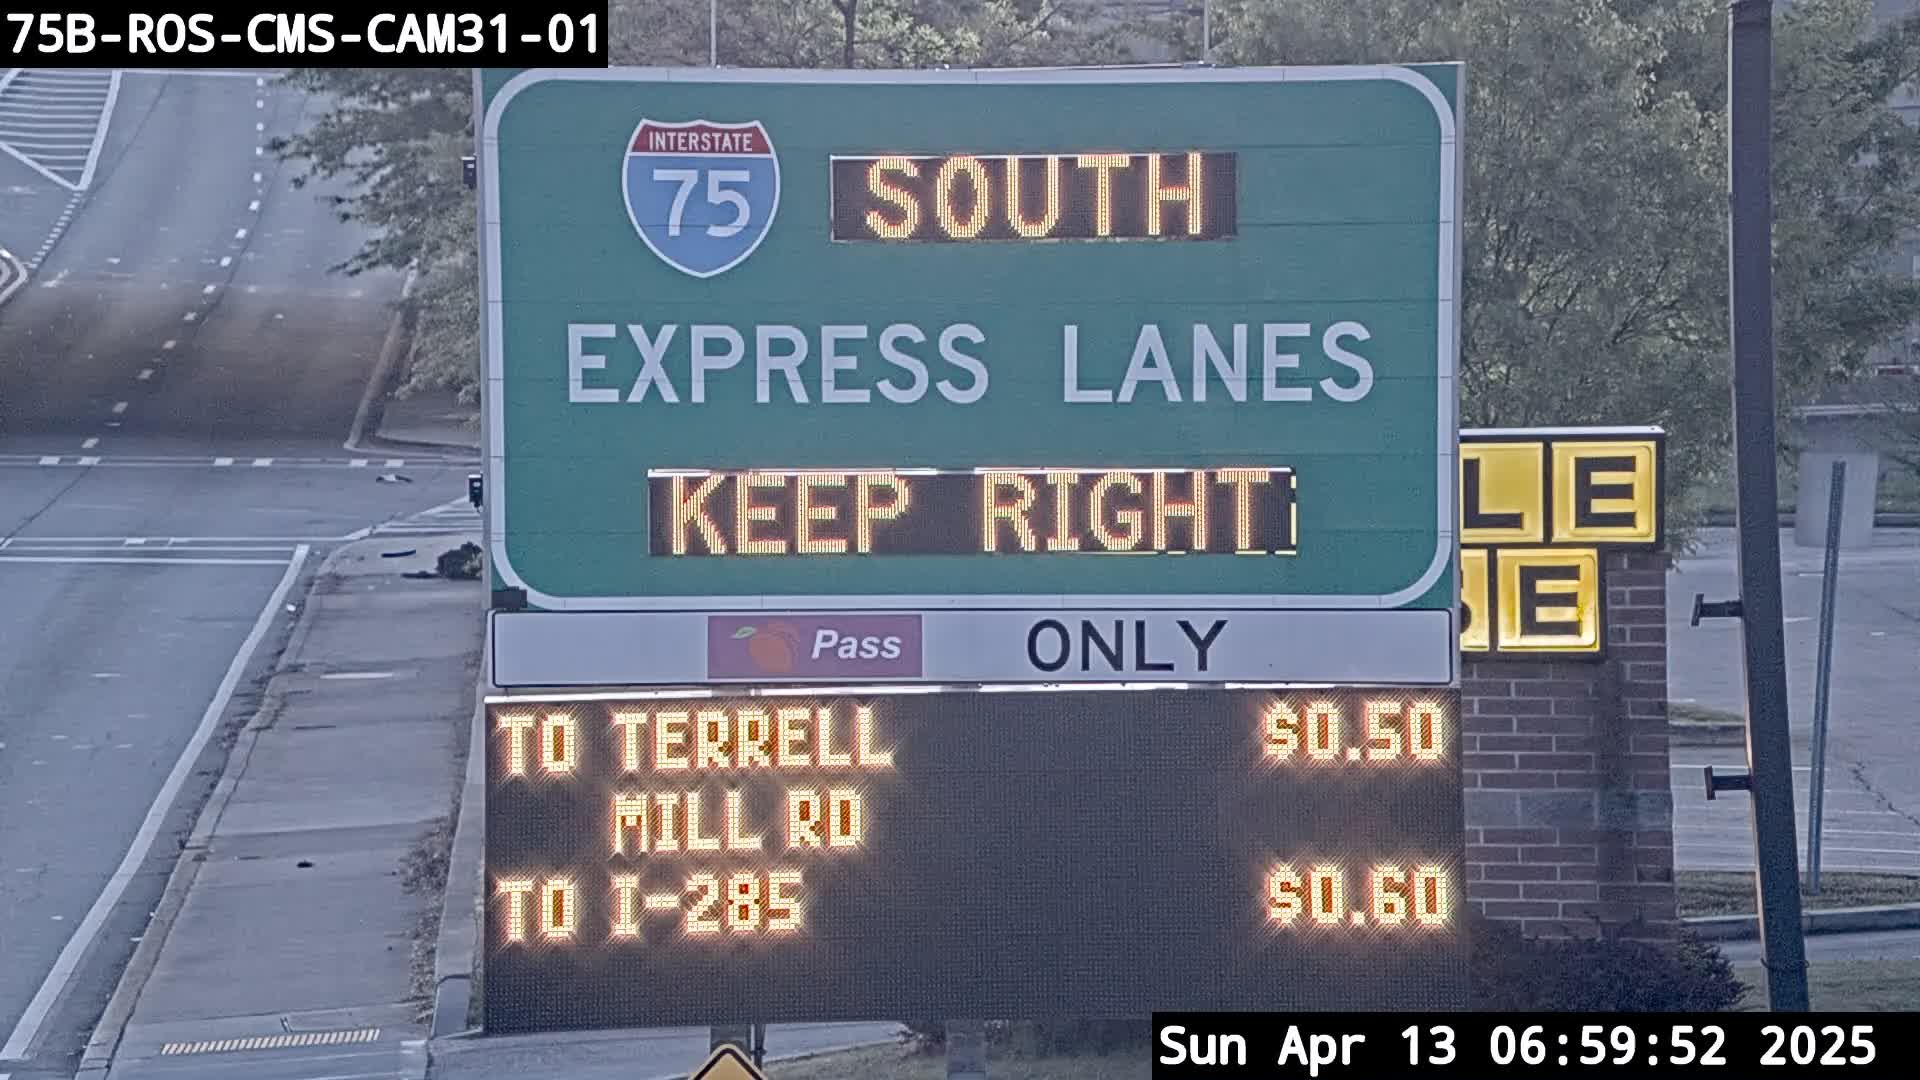 75B-ROS-CMS-CAM31-01
INTERSTATE
75
SOUTH
EXPRESS LANES
KEEP RIGHT
Pass ONLY
TO TERRELL $0.50
MILL RD
TO I-285 $0.60
LE
E
Sun Apr 13 06:59:52 2025